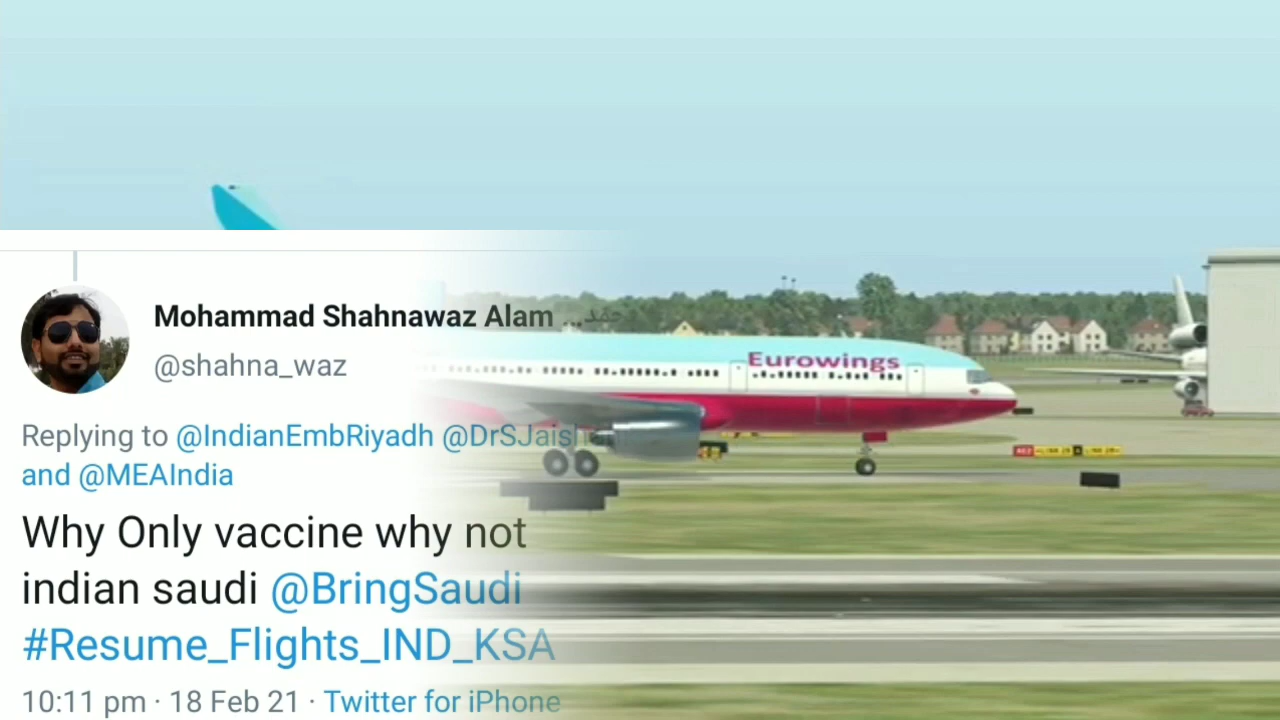 Mohammad Shahnawaz Alam ...
@shahna_waz
Replying to @IndianEmbRiyadh
and @MEAIndia
Why Only vaccine why not
indian saudi @BringSaudi
#Resume_Flights_IND_KSA
10:11 pm · 18 Feb 21 · Twitter for iPhone
Eurowings